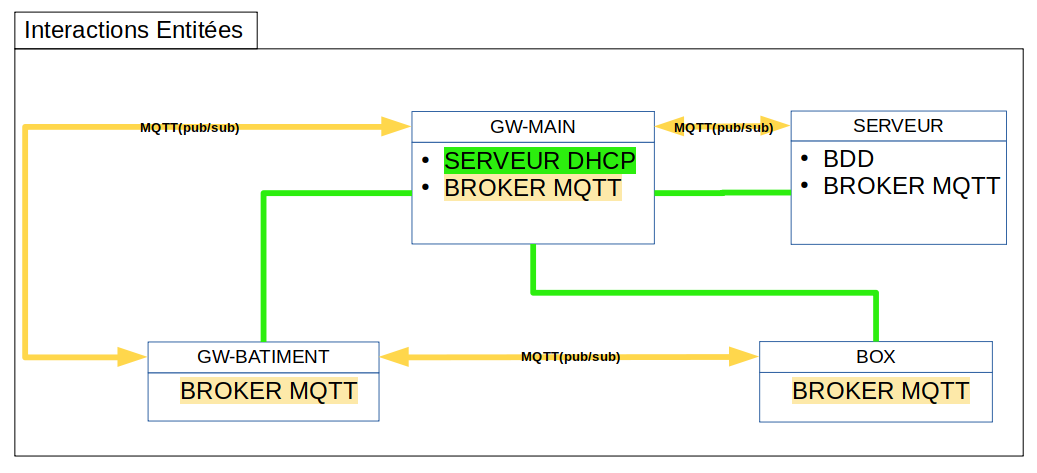 Interactions Entitées
MQTT(pub/sub)
GW-MAIN
• SERVEUR DHCP
• BROKER MQTT
MQTT(pub/sub)
SERVEUR
• BDD
• BROKER MQTT
GW-BATIMENT
BROKER MQTT
MQTT(pub/sub)
BOX
BROKER MQTT